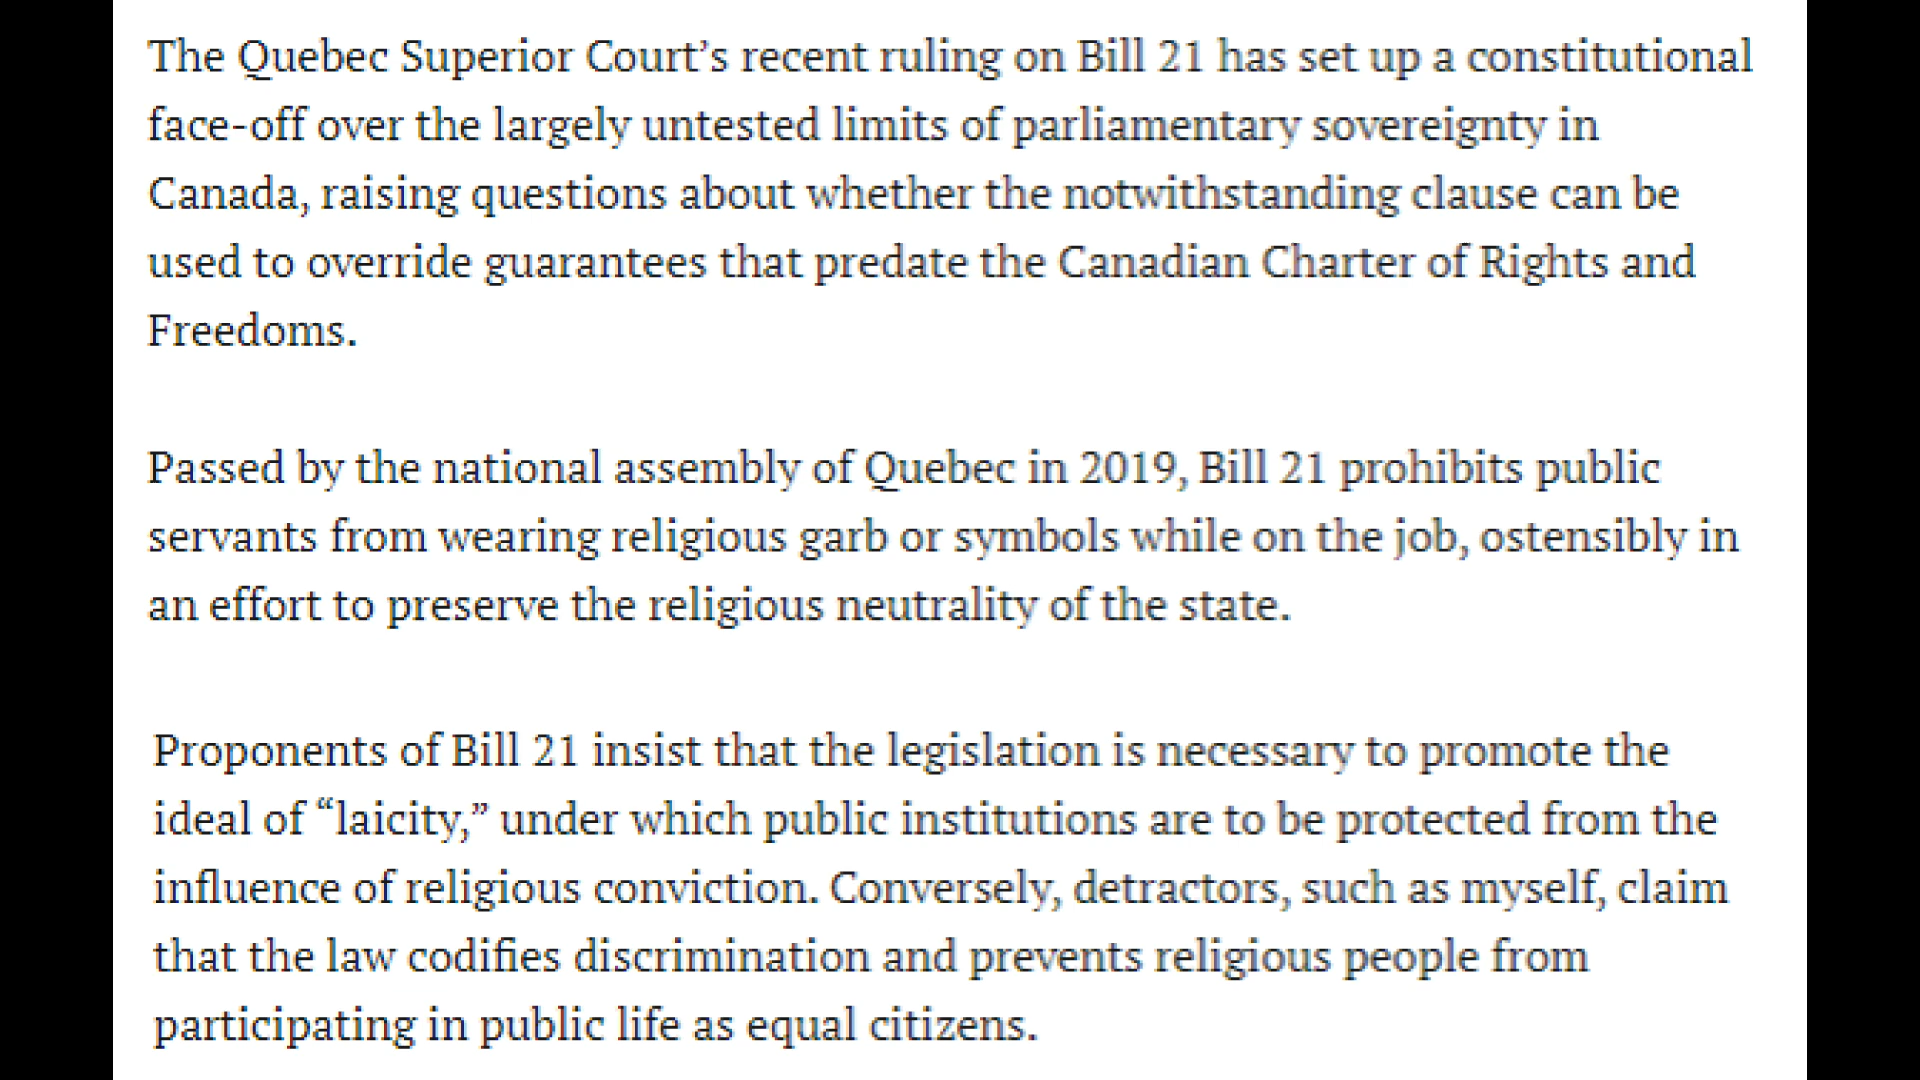 The Quebec Superior Court’s recent ruling on Bill 21 has set up a constitutional
face-off over the largely untested limits of parliamentary sovereignty in
Canada, raising questions about whether the notwithstanding clause can be
used to override guarantees that predate the Canadian Charter of Rights and
Freedoms.
Passed by the national assembly of Quebec in 2019, Bill 21 prohibits public
servants from wearing religious garb or symbols while on the job, ostensibly in
an effort to preserve the religious neutrality of the state.
Proponents of Bill 21 insist that the legislation is necessary to promote the
ideal of “laicity,” under which public institutions are to be protected from the
influence of religious conviction. Conversely, detractors, such as myself, claim
that the law codifies discrimination and prevents religious people from
participating in public life as equal citizens.